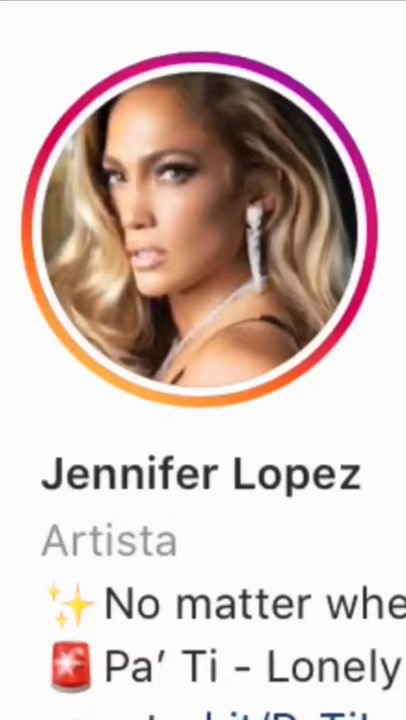 Jennifer Lopez
Artista
✨ No matter whe
🚨 Pa’ Ti - Lonely